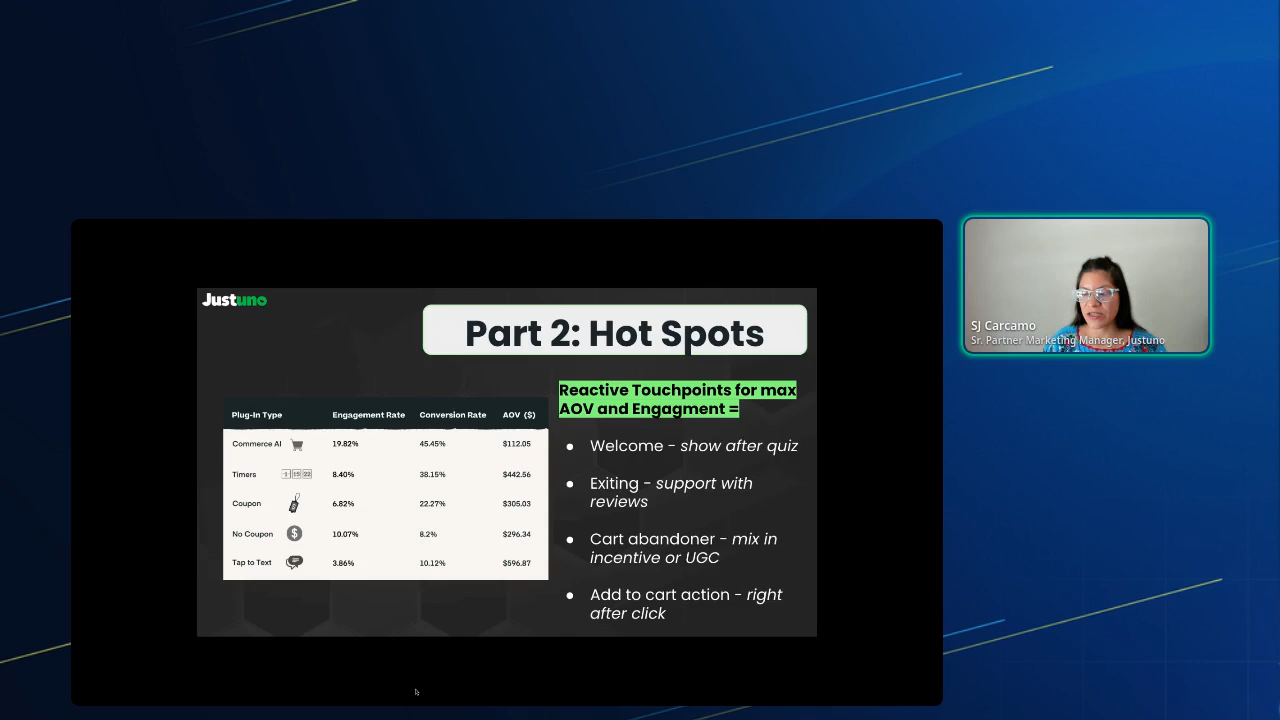 Justuno
Part 2: Hot Spots
Reactive Touchpoints for max
AOV and Engagment =
Plug-In Type Engagement Rate Conversion Rate AOV ($)
Commerce AI 19.82% 45.45% $112.05
Timers 8.40% 38.15% $442.56
Coupon 6.82% 22.27% $305.03
No Coupon $ 10.07% 8.2% $296.34
Tap to Text 3.86% 10.12% $596.87
● Welcome - show after quiz
● Exiting - support with
reviews
● Cart abandoner - mix in
incentive or UGC
● Add to cart action - right
after click
SJ Carcamo
Sr. Partner Marketing Manager, Justuno